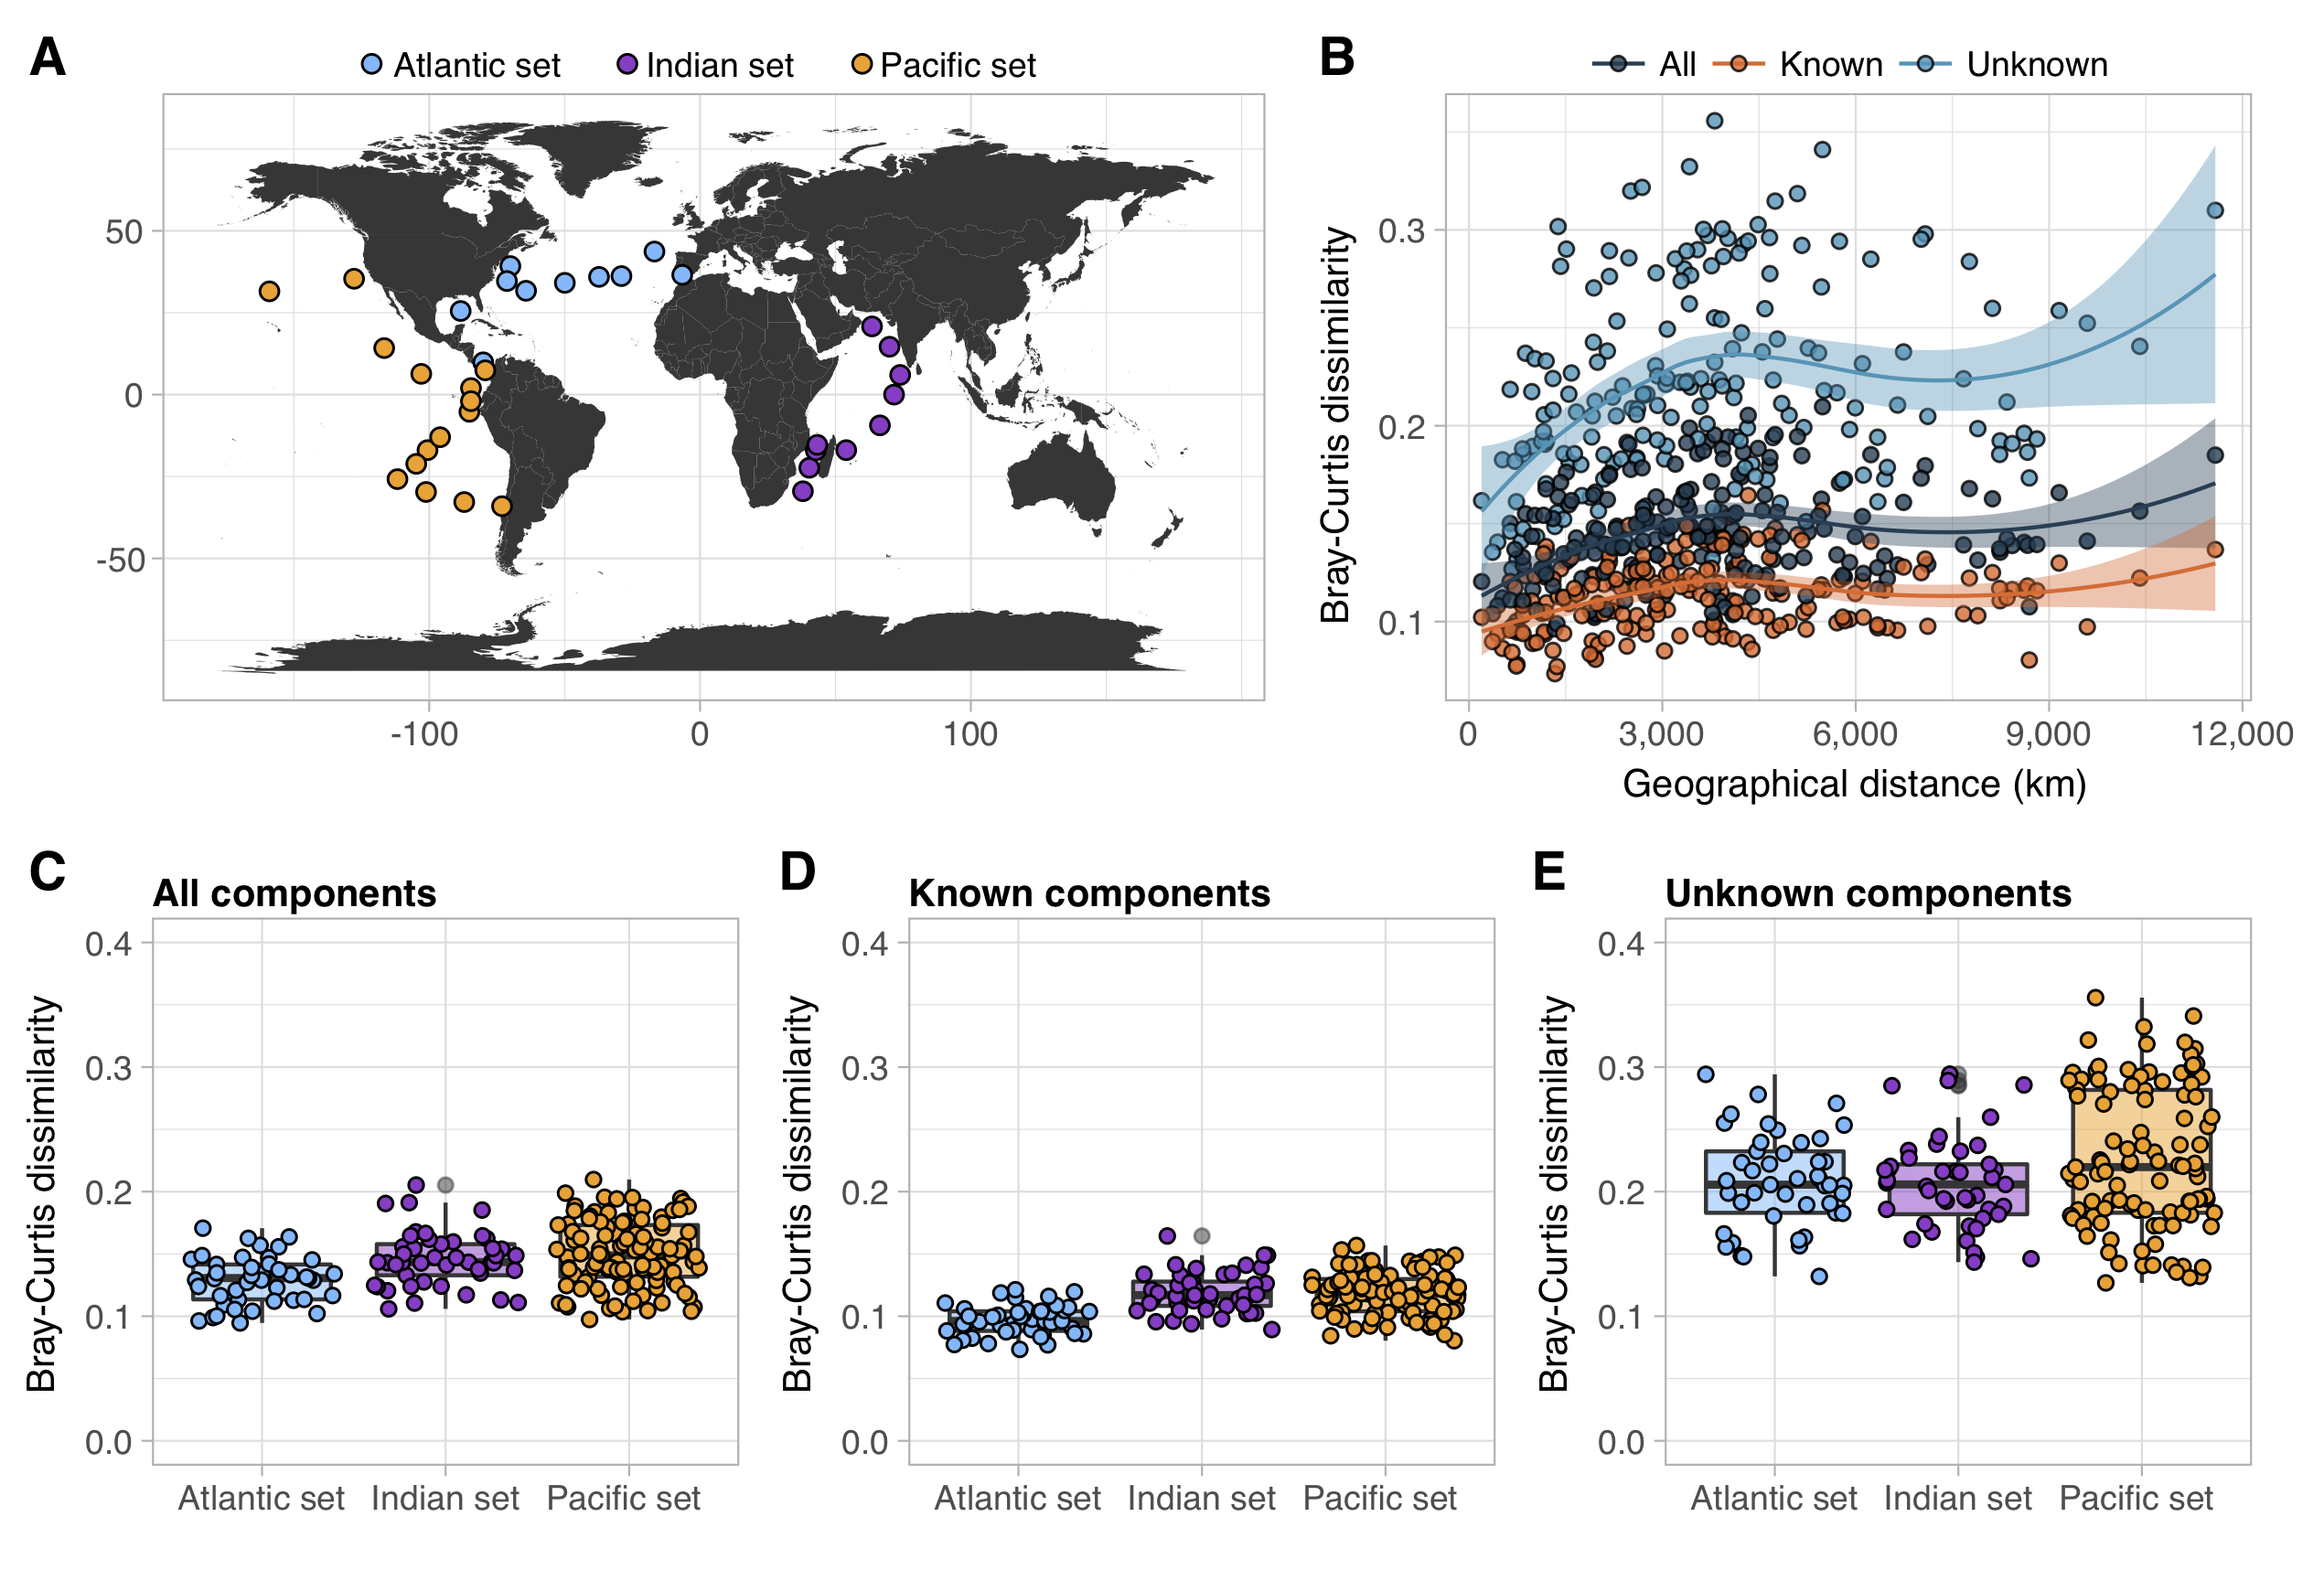 A
Atlantic set Indian set Pacific set
50
0
-50
-100 0 100
B
All Known Unknown
Bray-Curtis dissimilarity
0.3
0.2
0.1
0 3,000 6,000 9,000 12,000
Geographical distance (km)
C
All components
Bray-Curtis dissimilarity
0.4
0.3
0.2
0.1
0.0
Atlantic set Indian set Pacific set
D
Known components
Bray-Curtis dissimilarity
0.4
0.3
0.2
0.1
0.0
Atlantic set Indian set Pacific set
E
Unknown components
Bray-Curtis dissimilarity
0.4
0.3
0.2
0.1
0.0
Atlantic set Indian set Pacific set